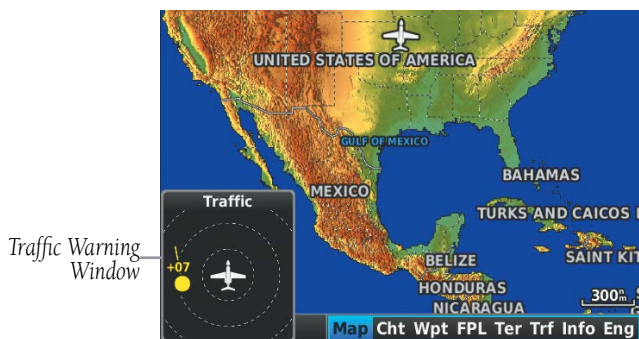 UNITED STATES OF AMERICA
GULF OF MEXICO
BAHAMAS
MEXICO
TURKS AND CAICOS
Traffic
Traffic Warning
Window
+07
BELIZE
SAINT KIT
HONDURAS
NICARAGUA
300nm
Map Cht Wpt FPL Ter Trf Info Eng